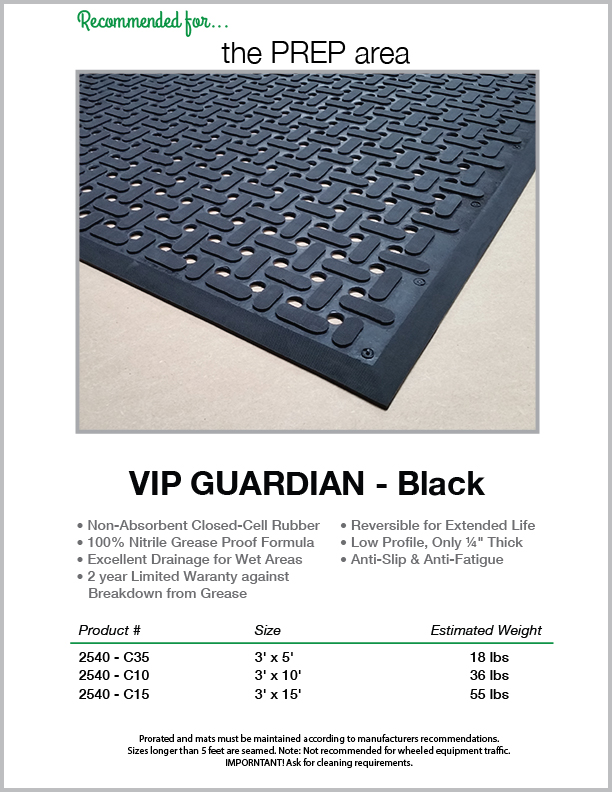 Recommended for...
the PREP area
VIP GUARDIAN - Black
• Non-Absorbent Closed-Cell Rubber
• 100% Nitrile Grease Proof Formula
• Excellent Drainage for Wet Areas
• 2 year Limited Waranty against
Breakdown from Grease
• Reversible for Extended Life
• Low Profile, Only ¼" Thick
• Anti-Slip & Anti-Fatigue
Product # Size Estimated Weight
2540 - C35 3' x 5' 18 lbs
2540 - C10 3' x 10' 36 lbs
2540 - C15 3' x 15' 55 lbs
Prorated and mats must be maintained according to manufacturers recommendations.
Sizes longer than 5 feet are seamed. Note: Not recommended for wheeled equipment traffic.
IMPORNTANT! Ask for cleaning requirements.